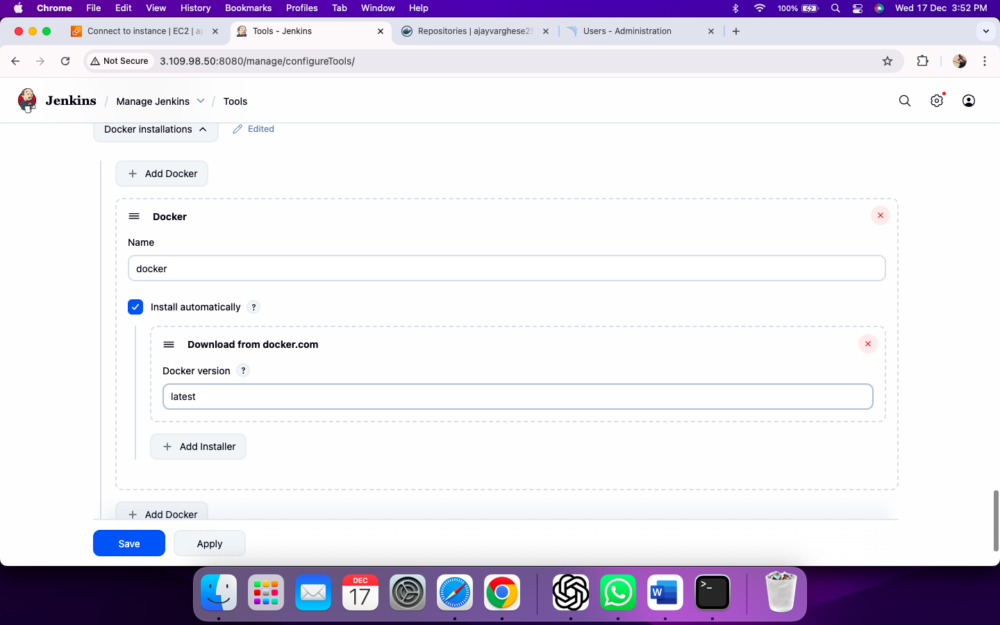 Chrome File Edit View History Bookmarks Profiles Tab Window Help 100% Wed 17 Dec 3:52 PM
Connect to instance | EC2 | ap Tools - Jenkins Repositories | ajayvarghese25 Users - Administration
Not Secure 3.109.98.50:8080/manage/configureTools/
Jenkins / Manage Jenkins / Tools
Docker installations Edited
+ Add Docker
Docker
Name
docker
Install automatically ?
Download from docker.com
Docker version ?
latest
+ Add Installer
+ Add Docker
Save Apply
DEC
17
W
>_